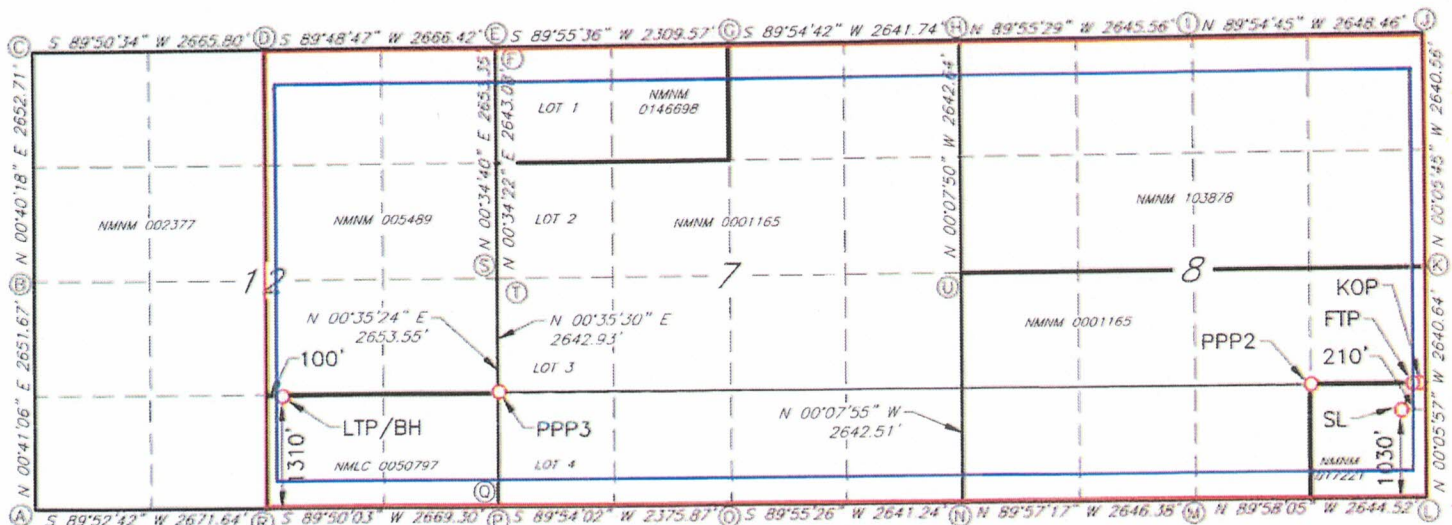 C S 89°50'34" W 2665.80' D S 89°48'47" W 2666.42' E S 89°55'36" W 2309.57' G S 89°54'42" W 2641.74' H N 89°55'29" W 2645.56' I N 89°54'45" W 2648.46' J
N 00°40'18" E 2652.71'
N 00°34'40" E 2653.35'
F
N 00°34'22" E 2643.03'
LOT 1
NMNM
0146698
N 00°07'50" W 2642.64'
N 00°05'45" W 2640.56'
NMNM 002377
NMNM 005489
LOT 2
NMNM 0001165
NMNM 103878
B
12
S
T
7
U
8
K
N 00°35'24" E
2653.55'
N 00°35'30" E
2642.93'
LOT 3
NMNM 0001165
KOP
FTP
210'
PPP2
SL
100'
LTP/BH
PPP3
N 00°07'55" W
2642.51'
1310'
NMLC 0050797
LOT 4
NMNM
1030'
N 00°41'06" E 2651.67'
N 00°05'57" W 2640.64'
Q
A S 89°52'42" W 2671.64' R S 89°50'03" W 2669.30' P S 89°54'02" W 2375.87' O S 89°55'26" W 2641.24' N N 89°57'17" W 2646.38' M N 89°58'05" W 2644.52' L